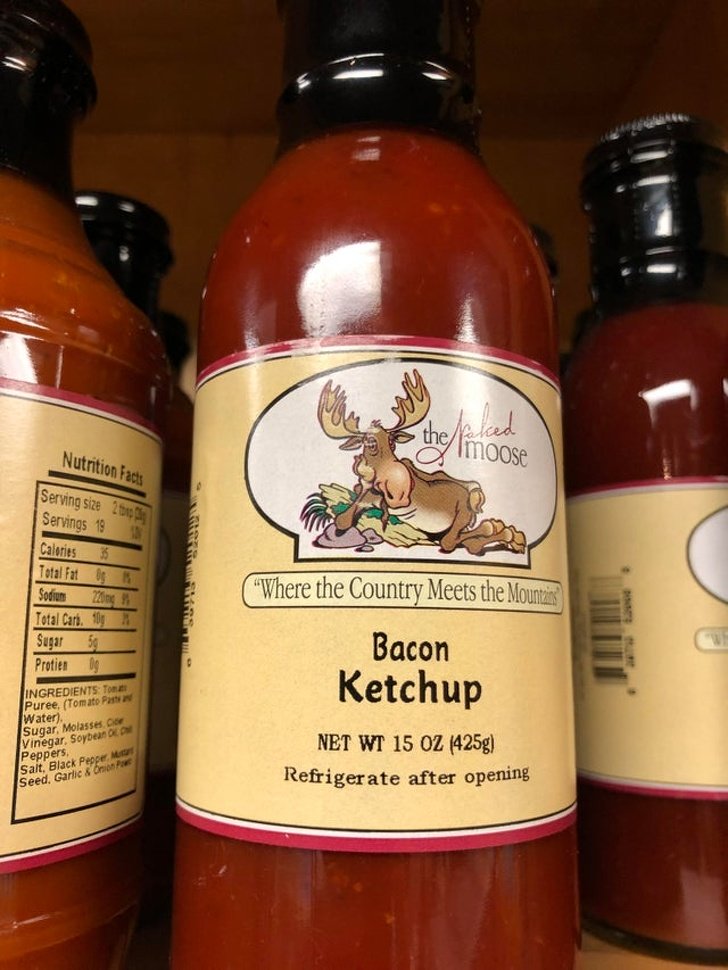 Nutrition Facts
Serving size 2 tbsp
Servings 19
Calories 35
Total Fat 0g
Sodium 220mg
Total Carb. 10g
Sugar 5g
Protien 0g
INGREDIENTS: Tomato
Puree, (Tomato Paste and
Water),
Sugar, Molasses, Cider
Vinegar, Soybean Oil,
Peppers,
Salt, Black Pepper, Mustard
Seed, Garlic & Onion
the Naked
moose
"Where the Country Meets the Mountains"
Bacon
Ketchup
NET WT 15 OZ (425g)
Refrigerate after opening